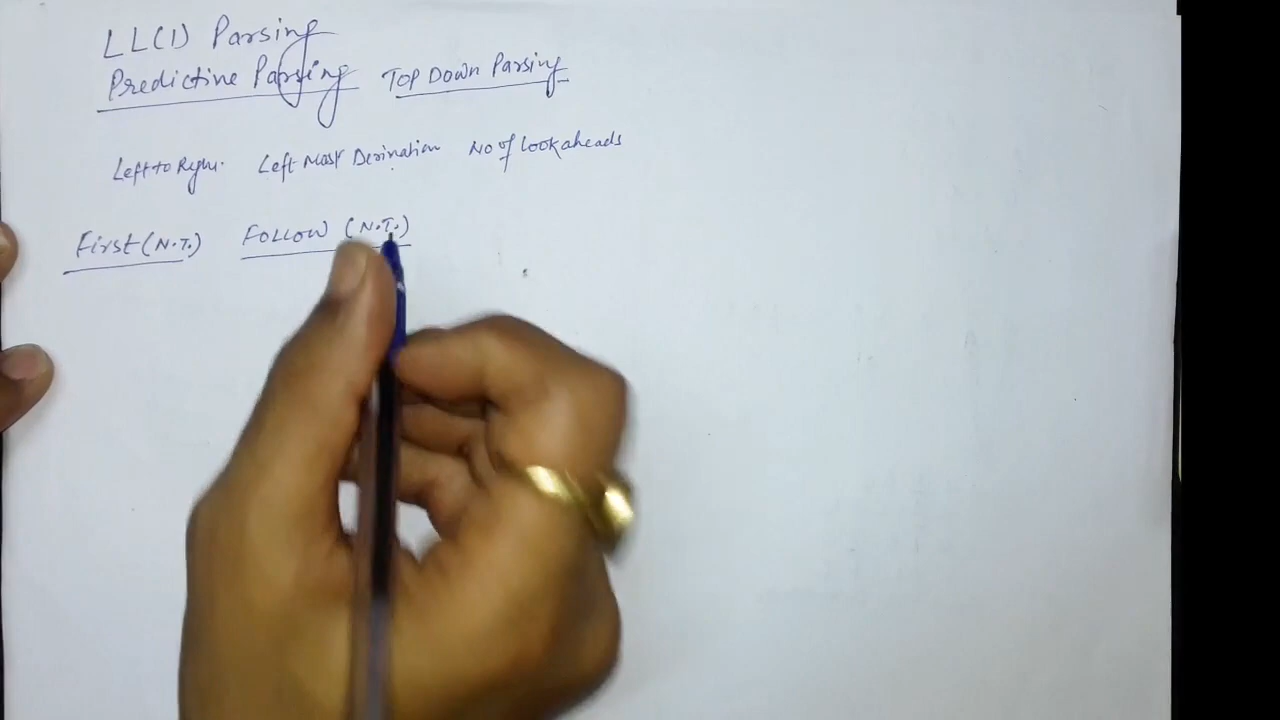 LL(1) Parsing
Predictive Parsing TOP DOWN Parsing
Left to Right. Left Most Derivation No of lookaheads
First (N.T.) FOLLOW (N.T.)